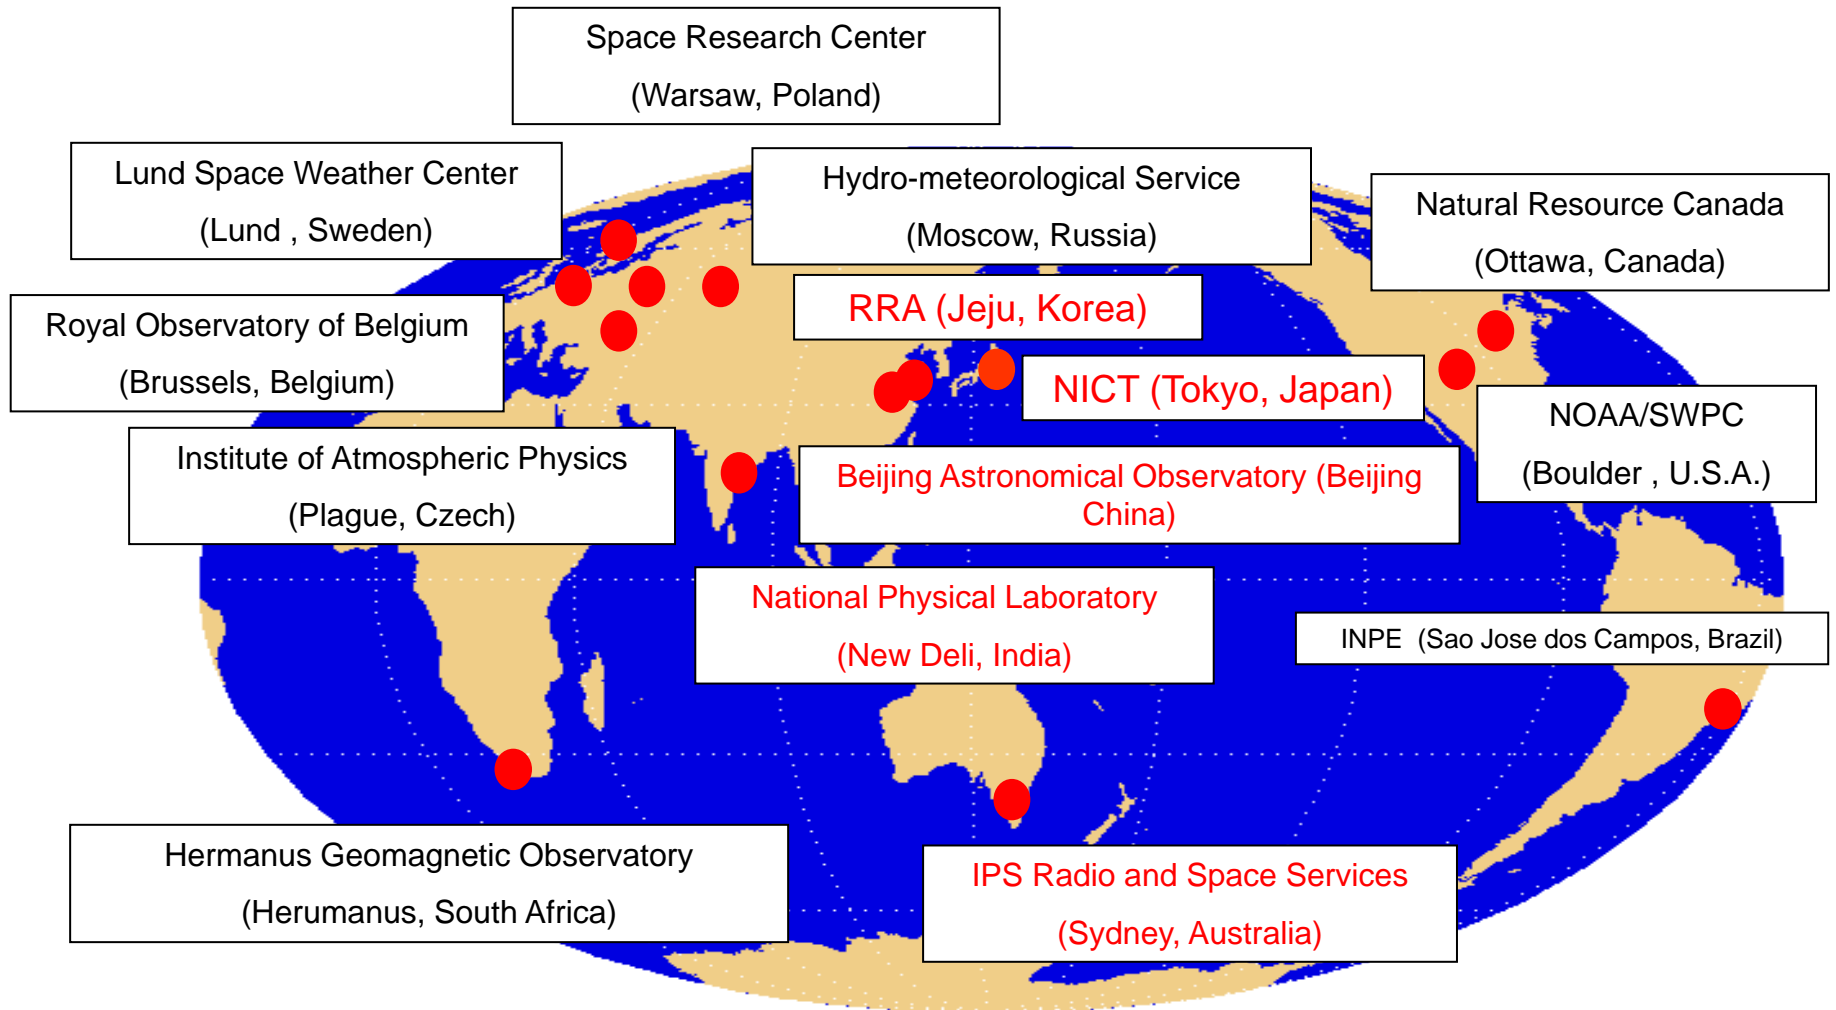 Space Research Center
(Warsaw, Poland)
Lund Space Weather Center
(Lund , Sweden)
Hydro-meteorological Service
(Moscow, Russia)
Natural Resource Canada
(Ottawa, Canada)
RRA (Jeju, Korea)
Royal Observatory of Belgium
(Brussels, Belgium)
NICT (Tokyo, Japan)
NOAA/SWPC
(Boulder , U.S.A.)
Institute of Atmospheric Physics
(Plague, Czech)
Beijing Astronomical Observatory (Beijing
China)
National Physical Laboratory
(New Deli, India)
INPE (Sao Jose dos Campos, Brazil)
Hermanus Geomagnetic Observatory
(Herumanus, South Africa)
IPS Radio and Space Services
(Sydney, Australia)